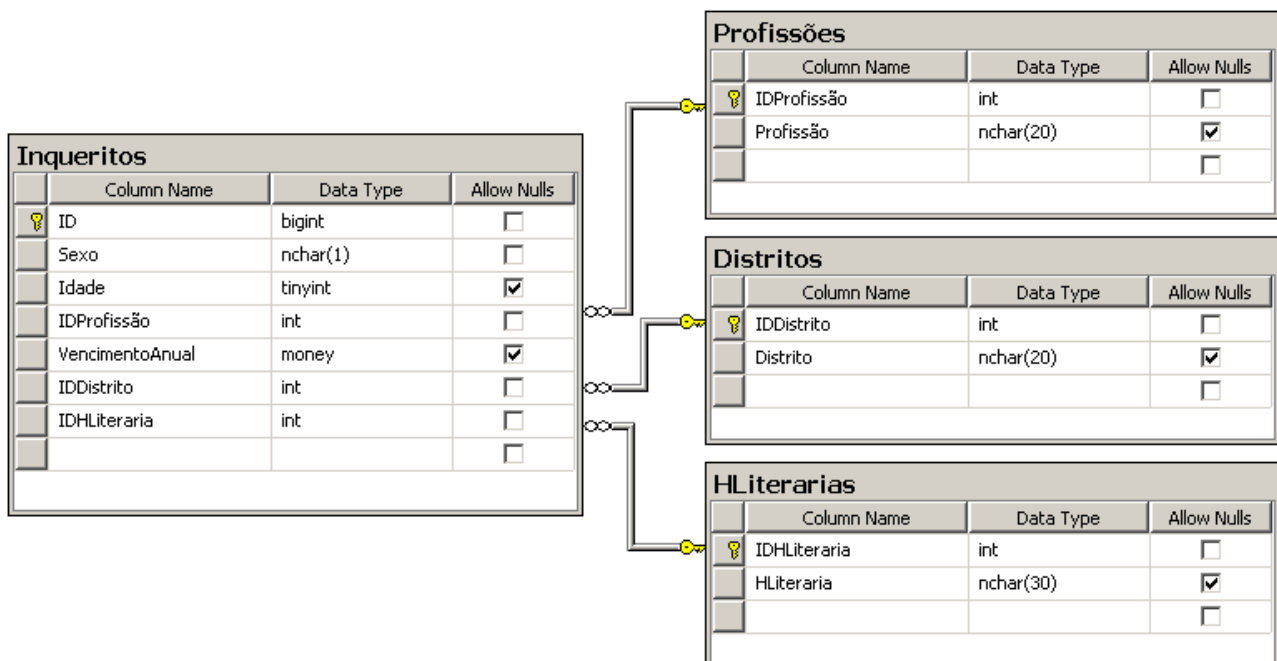 Inqueritos
Column Name Data Type Allow Nulls
ID bigint
Sexo nchar(1)
Idade tinyint
IDProfissão int
VencimentoAnual money
IDDistrito int
IDHLiteraria int
Profissões
Column Name Data Type Allow Nulls
IDProfissão int
Profissão nchar(20)
Distritos
Column Name Data Type Allow Nulls
IDDistrito int
Distrito nchar(20)
HLiterarias
Column Name Data Type Allow Nulls
IDHLiteraria int
HLiteraria nchar(30)